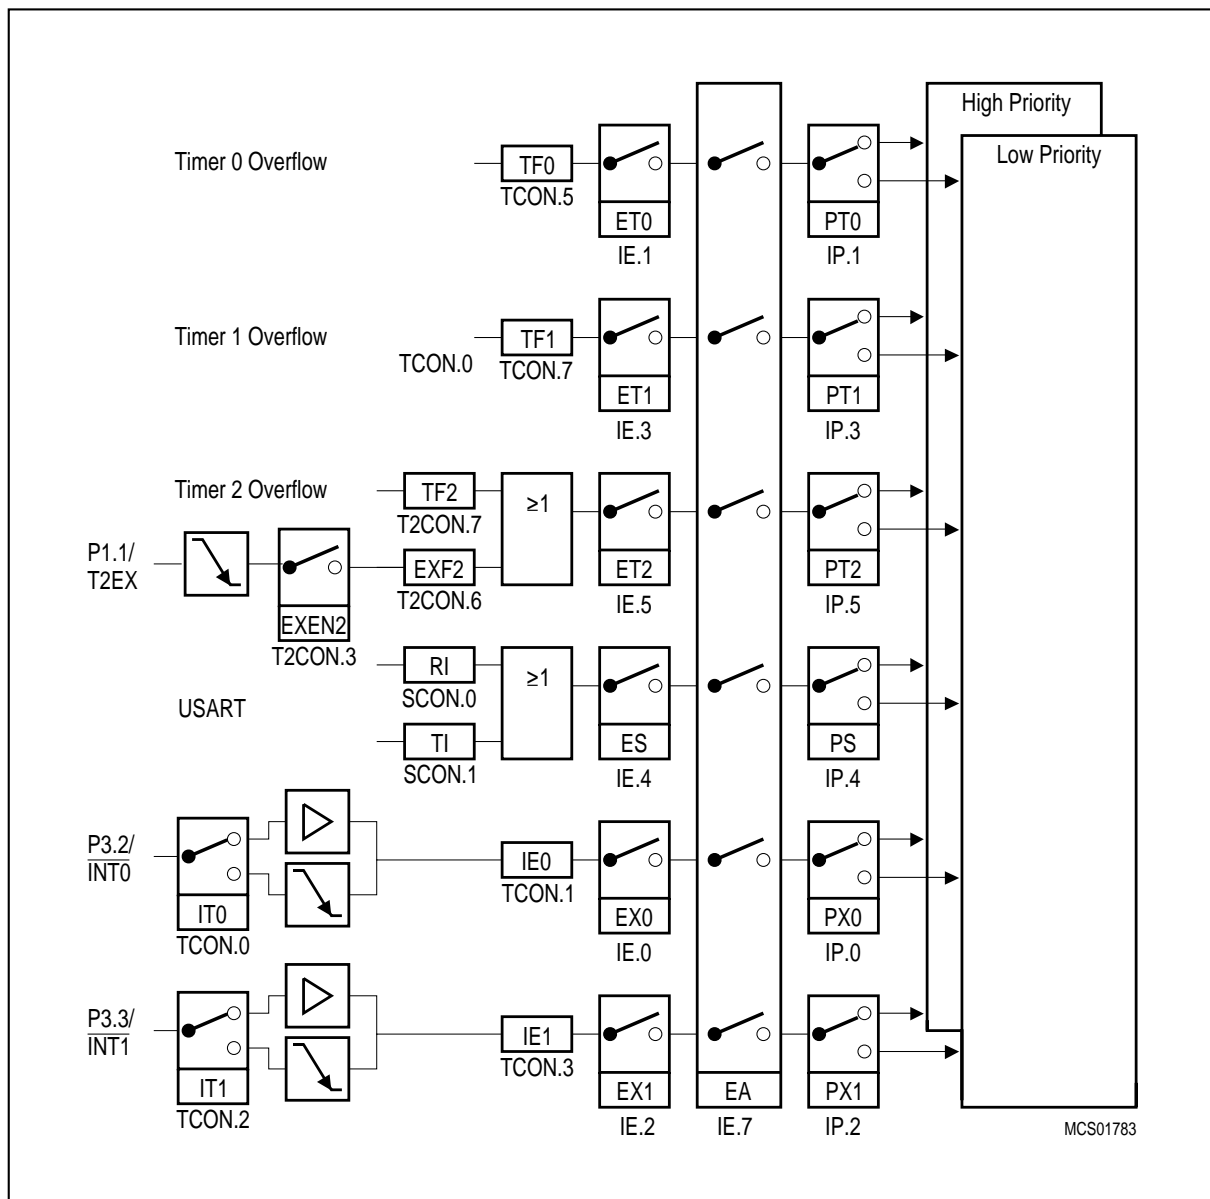 High Priority
Low Priority
Timer 0 Overflow
TF0
TCON.5
ET0
IE.1
PT0
IP.1
Timer 1 Overflow
TCON.0
TF1
TCON.7
ET1
IE.3
PT1
IP.3
Timer 2 Overflow
TF2
T2CON.7
≥1
P1.1/
T2EX
EXEN2
T2CON.3
EXF2
T2CON.6
ET2
IE.5
PT2
IP.5
USART
RI
SCON.0
≥1
TI
SCON.1
ES
IE.4
PS
IP.4
P3.2/
INT0
IT0
TCON.0
IE0
TCON.1
EX0
IE.0
PX0
IP.0
P3.3/
INT1
IT1
TCON.2
IE1
TCON.3
EX1
IE.2
EA
IE.7
PX1
IP.2
MCS01783